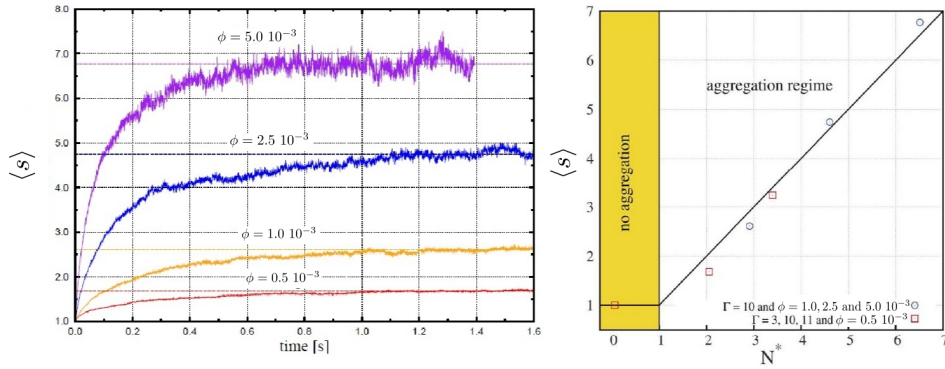 8.0
7.0
6.0
5.0
4.0
3.0
2.0
1.0
⟨s⟩
ϕ = 5.0 10⁻³
ϕ = 2.5 10⁻³
ϕ = 1.0 10⁻³
ϕ = 0.5 10⁻³
0.0 0.2 0.4 0.6 0.8 1.0 1.2 1.4 1.6
time [s]
7
6
5
4
3
2
1
⟨s⟩
no aggregation
aggregation regime
Γ = 10 and ϕ = 1.0, 2.5 and 5.0 10⁻³
Γ = 3, 10, 11 and ϕ = 0.5 10⁻³
0 1 2 3 4 5 6 7
N*